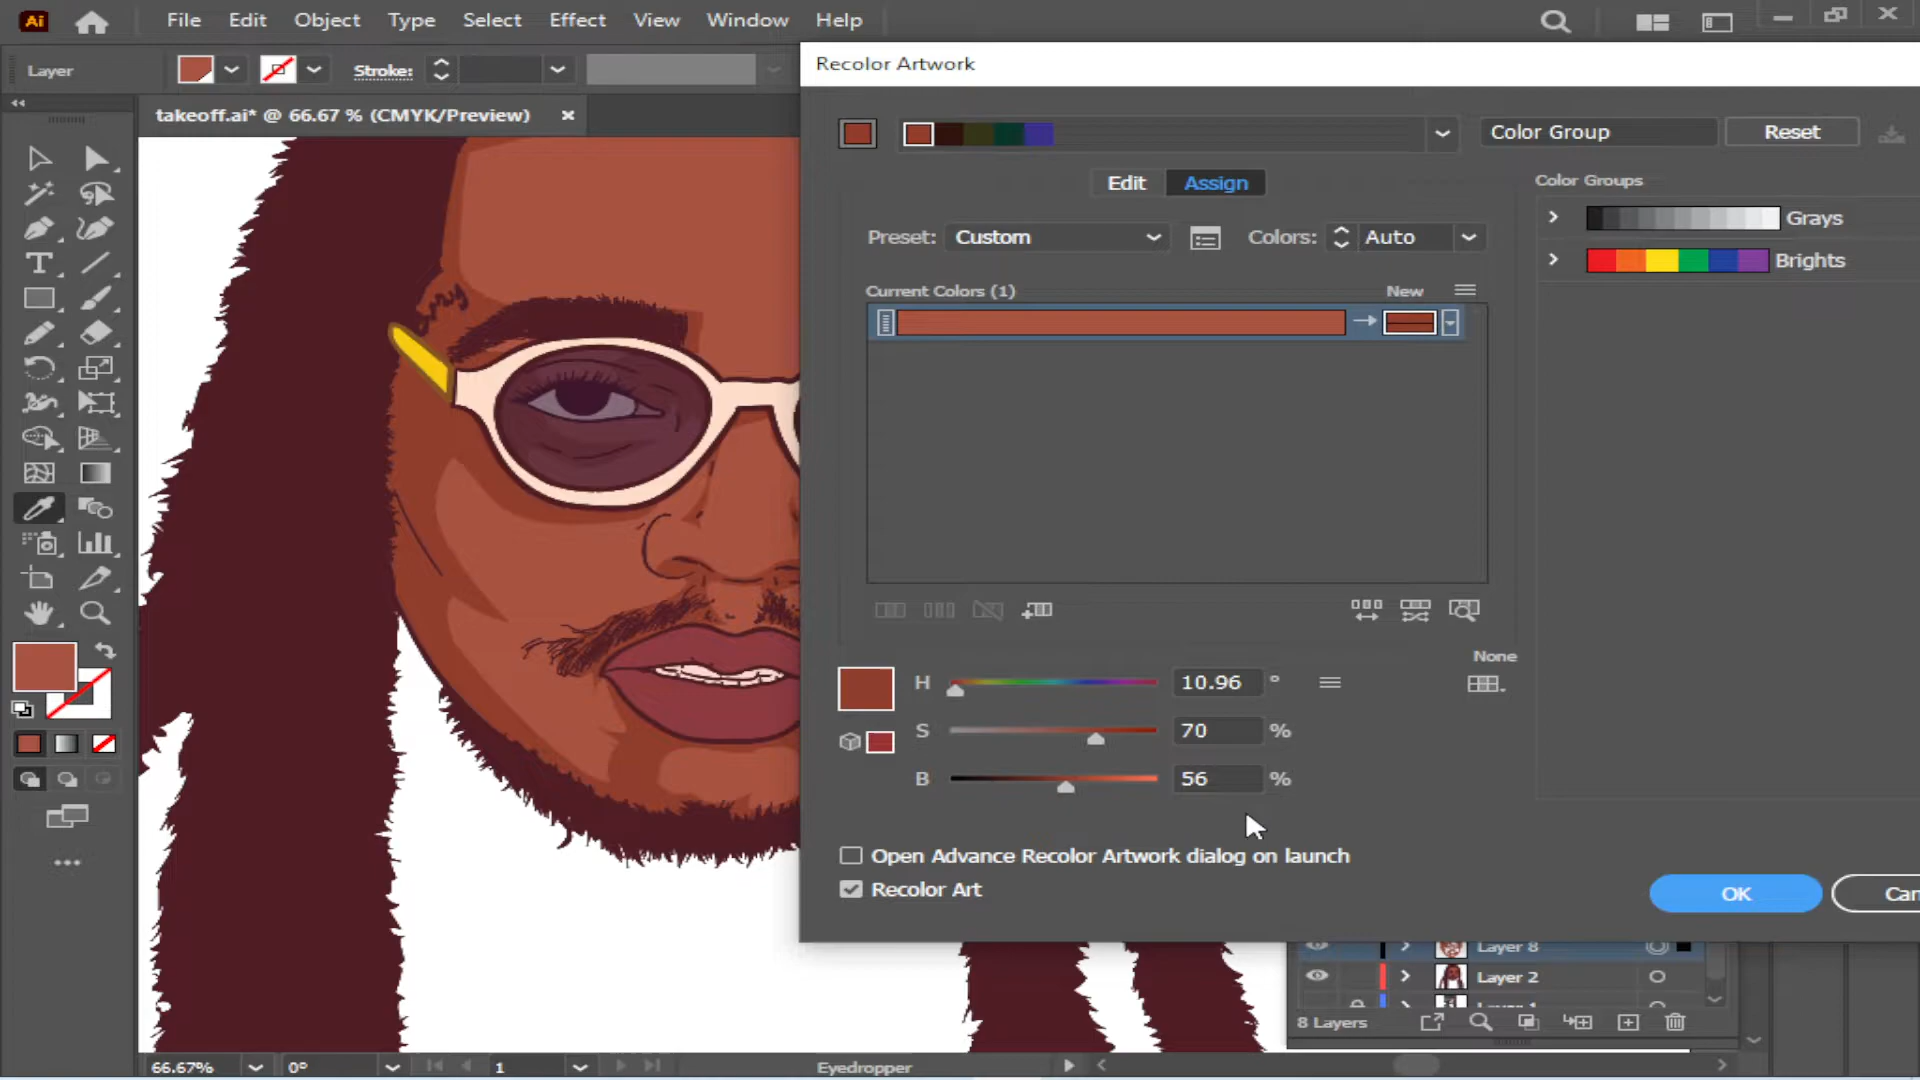 Ai File Edit Object Type Select Effect View Window Help
Layer Stroke:
takeoff.ai* @ 66.67 % (CMYK/Preview) ×
Recolor Artwork
Color Group Reset
Edit Assign
Color Groups
Preset: Custom Colors: Auto
Grays
Brights
Current Colors (1) New
None
H 10.96 °
S 70 %
B 56 %
Open Advance Recolor Artwork dialog on launch
Recolor Art
OK Can
Layer 8
Layer 2
Layer 1
8 Layers
66.67% 0° 1 Eyedropper